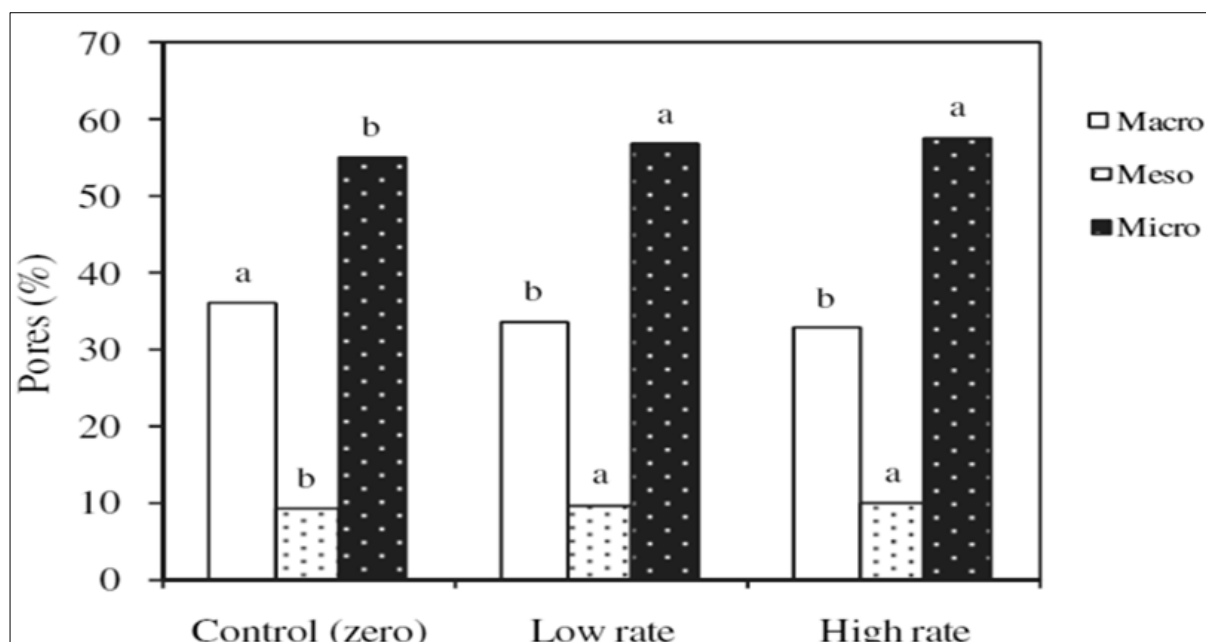 70
60
50
40
30
20
10
0
Pores (%)
a
b
b
b
a
a
b
a
a
Control (zero)
Low rate
High rate
Macro
Meso
Micro